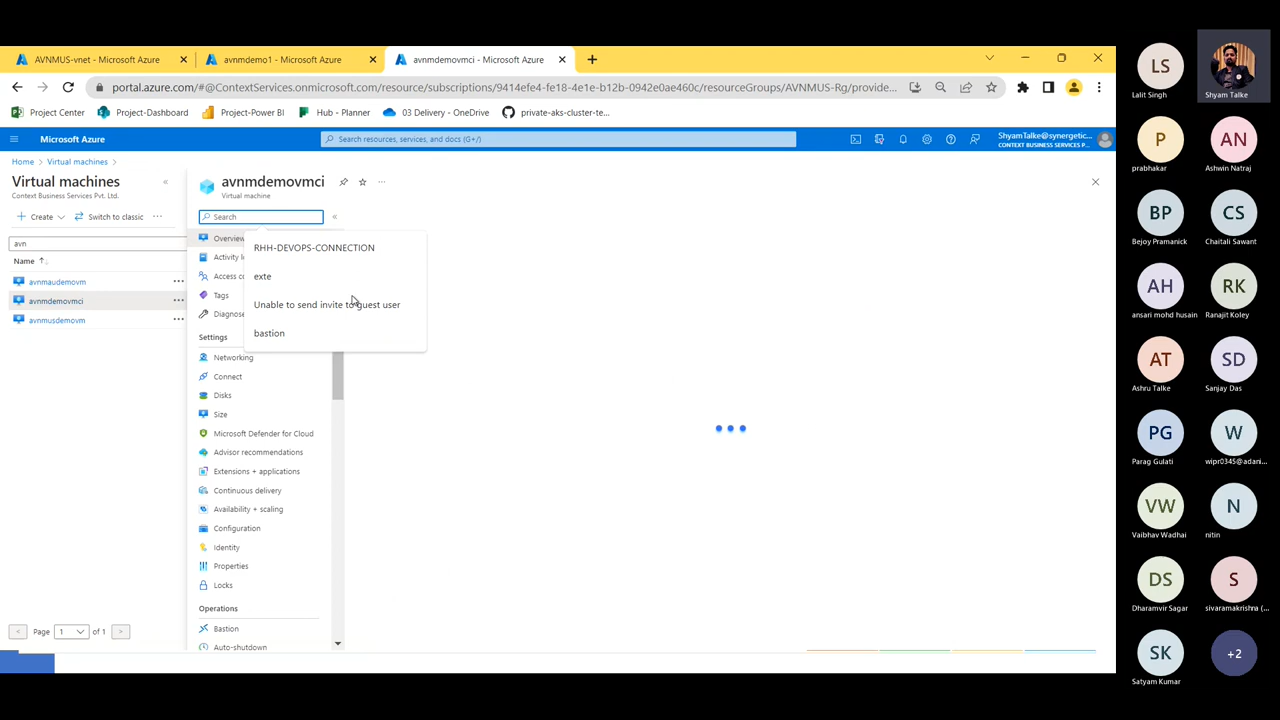 AVNMUS-vnet - Microsoft Azure
avnmdemo1 - Microsoft Azure
avnmdemovmci - Microsoft Azure
portal.azure.com/#@ContextServices.onmicrosoft.com/resource/subscriptions/9414efe4-fe18-4e1e-b12b-0942e0ae460c/resourceGroups/AVNMUS-Rg/provide...
Project Center
Project-Dashboard
Project-Power BI
Hub - Planner
03 Delivery - OneDrive
private-aks-cluster-te...
Microsoft Azure
Search resources, services, and docs (G+/)
ShyamTalke@synergetic...
CONTEXT BUSINESS SERVICES P...
Home > Virtual machines >
Virtual machines
Context Business Services Pvt. Ltd.
Create
Switch to classic
avn
Name
avnmaudemovm
avnmdemovmci
avnmusdemovm
Page 1 of 1
avnmdemovmci
Virtual machine
Search
RHH-DEVOPS-CONNECTION
exte
Unable to send invite to guest user
bastion
Overview
Activity l
Access c
Tags
Diagnose
Settings
Networking
Connect
Disks
Size
Microsoft Defender for Cloud
Advisor recommendations
Extensions + applications
Continuous delivery
Availability + scaling
Configuration
Identity
Properties
Locks
Operations
Bastion
Auto-shutdown
LS
Lalit Singh
Shyam Talke
P
prabhakar
AN
Ashwin Natraj
BP
Bejoy Pramanick
CS
Chaitali Sawant
AH
ansari mohd husain
RK
Ranajit Koley
AT
Ashru Talke
SD
Sanjay Das
PG
Parag Gulati
W
wipr0345@adani...
VW
Vaibhav Wadhai
N
nitin
DS
Dharamvir Sagar
S
sivaramakrishna (...
SK
Satyam Kumar
+2